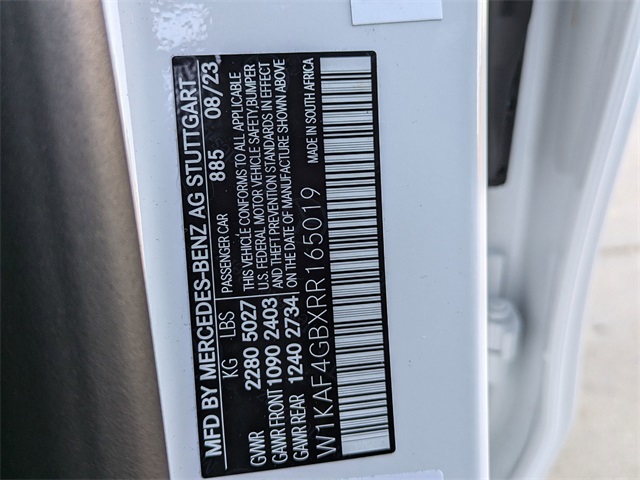 MFD BY MERCEDES-BENZ AG STUTTGART
PASSENGER CAR 885 08/23
KG LBS
GVWR 2280 5027
GAWR FRONT 1090 2403
GAWR REAR 1240 2734
THIS VEHICLE CONFORMS TO ALL APPLICABLE
U.S. FEDERAL MOTOR VEHICLE SAFETY,BUMPER
AND THEFT PREVENTION STANDARDS IN EFFECT
ON THE DATE OF MANUFACTURE SHOWN ABOVE
W1KAF4GBXRR165019
MADE IN SOUTH AFRICA